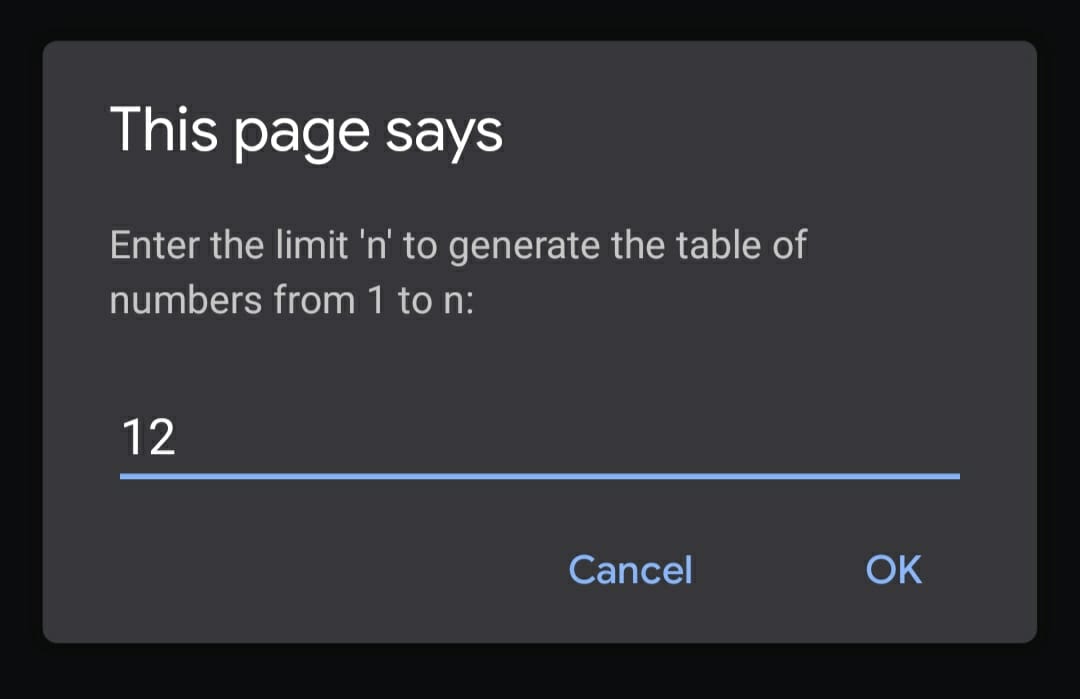 This page says
Enter the limit 'n' to generate the table of
numbers from 1 to n:
12
Cancel OK